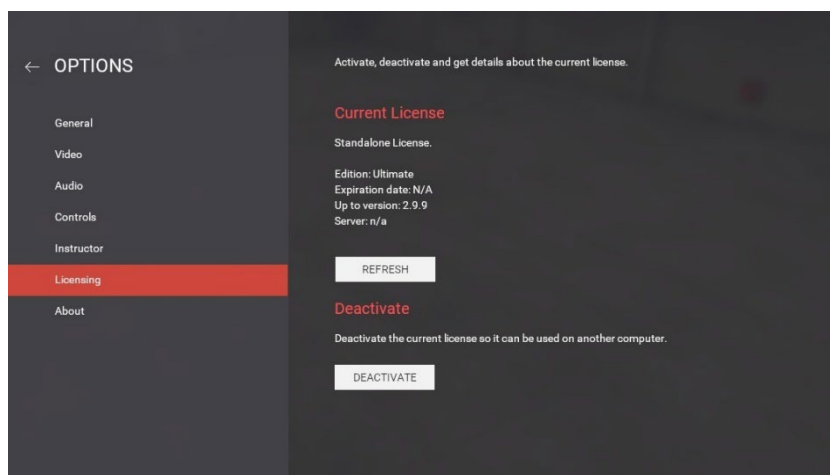 ← OPTIONS
General
Video
Audio
Controls
Instructor
Licensing
About
Activate, deactivate and get details about the current license.
Current License
Standalone License.
Edition: Ultimate
Expiration date: N/A
Up to version: 2.9.9
Server: n/a
REFRESH
Deactivate
Deactivate the current license so it can be used on another computer.
DEACTIVATE